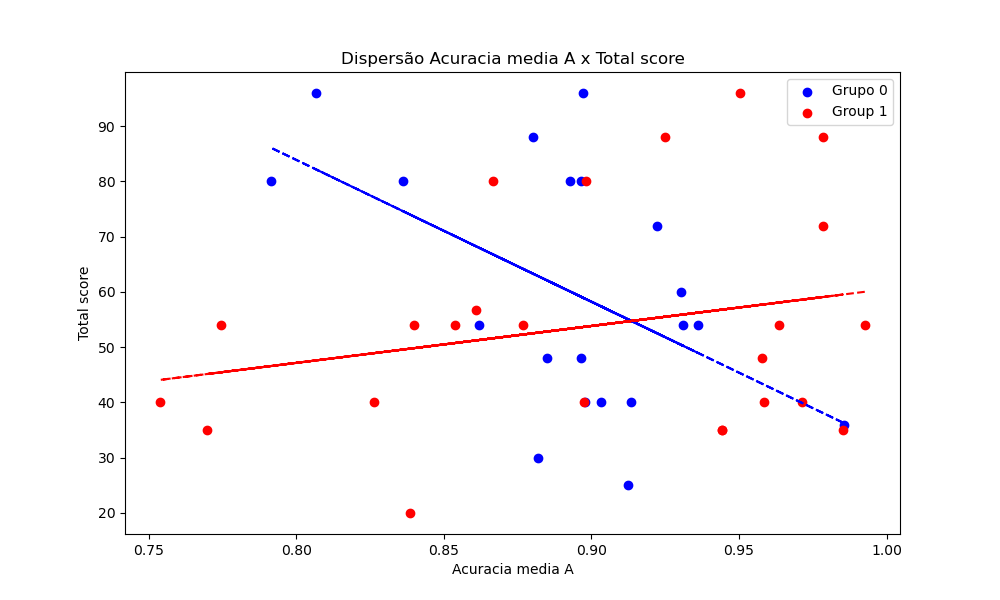 Dispersão Acuracia media A x Total score
Grupo 0
Group 1
Total score
90
80
70
60
50
40
30
20
0.75
0.80
0.85
0.90
0.95
1.00
Acuracia media A